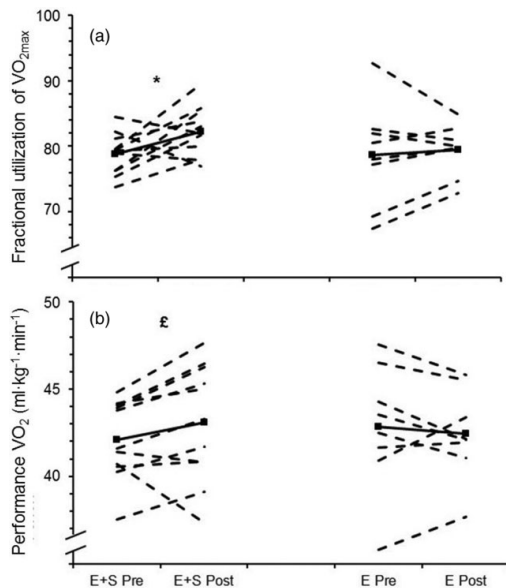 Fractional utilization of VO2max
100
90
80
70
(a)
*
Performance VO2 (ml·kg-1·min-1)
50
45
40
(b)
£
E+S Pre E+S Post E Pre E Post